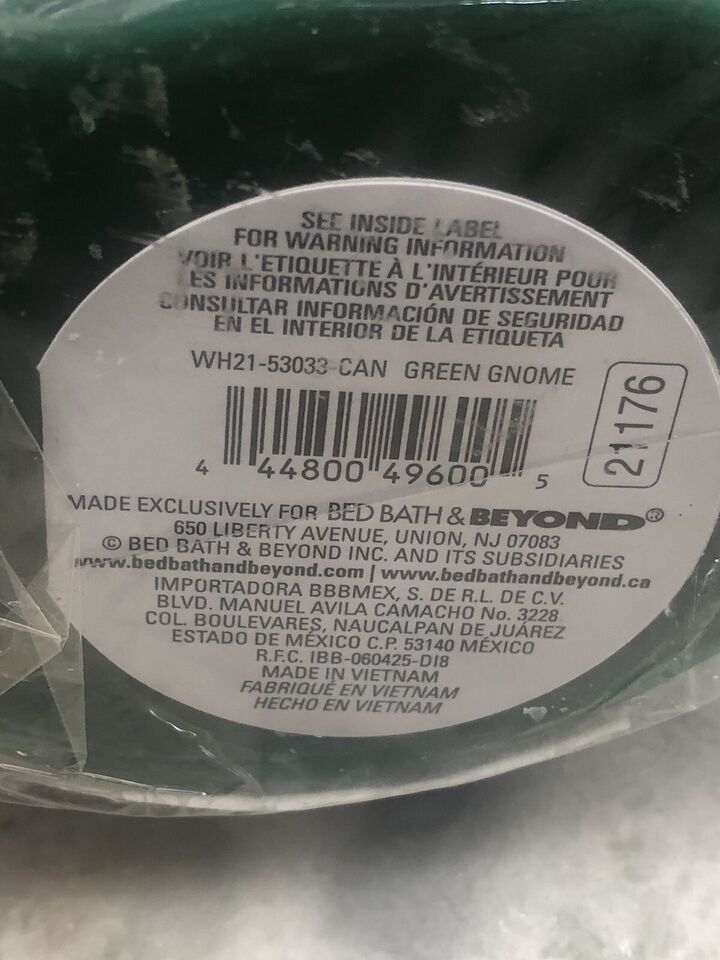 SEE INSIDE LABEL
FOR WARNING INFORMATION
VOIR L'ETIQUETTE À L'INTÉRIEUR POUR
LES INFORMATIONS D'AVERTISSEMENT
CONSULTAR INFORMACIÓN DE SEGURIDAD
EN EL INTERIOR DE LA ETIQUETA
WH21-53033-CAN GREEN GNOME
21176
4 44800 49600 5
MADE EXCLUSIVELY FOR BED BATH & BEYOND®
650 LIBERTY AVENUE, UNION, NJ 07083
© BED BATH & BEYOND INC. AND ITS SUBSIDIARIES
www.bedbathandbeyond.com | www.bedbathandbeyond.ca
IMPORTADORA BBBMEX, S. DE R.L. DE C.V.
BLVD. MANUEL AVILA CAMACHO No. 3228
COL. BOULEVARES, NAUCALPAN DE JUÁREZ
ESTADO DE MÉXICO C.P. 53140 MÉXICO
R.F.C. IBB-060425-DI8
MADE IN VIETNAM
FABRIQUÉ EN VIETNAM
HECHO EN VIETNAM